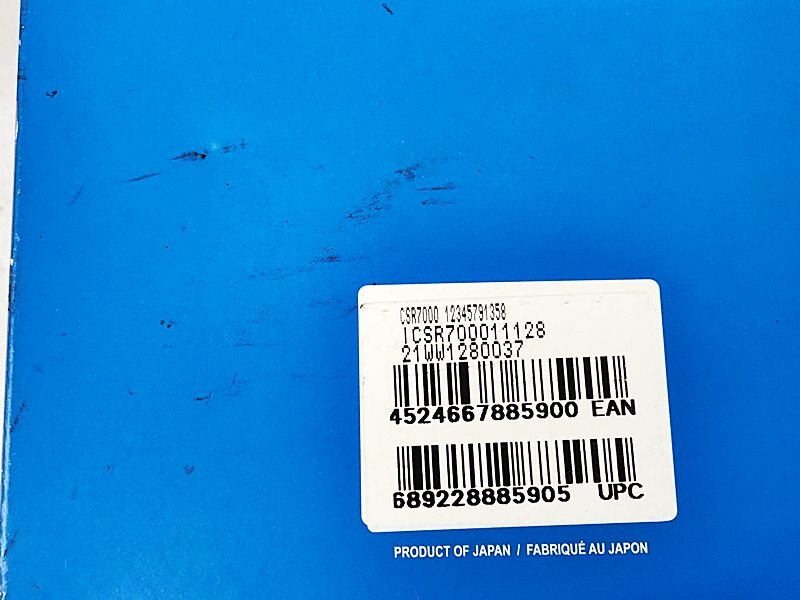 CSR7000 12345791358
ICSR700011128
21WW1280037
4524667885900 EAN
689228885905 UPC
PRODUCT OF JAPAN / FABRIQUÉ AU JAPON